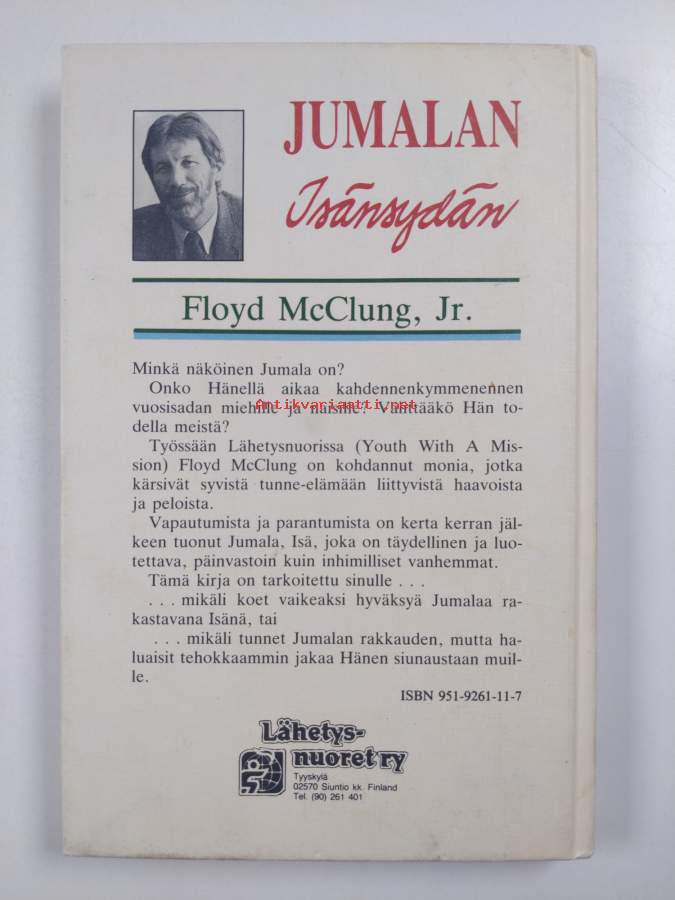 JUMALAN
Isänsydän
Floyd McClung, Jr.
Minkä näköinen Jumala on?
Onko Hänellä aikaa kahdennenkymmenennen
vuosisadan miehille ja naisille? Välittääkö Hän to-
della meistä?
Antikvariaatti.net
Työssään Lähetysnuorissa (Youth With A Mis-
sion) Floyd McClung on kohdannut monia, jotka
kärsivät syvistä tunne-elämään liittyvistä haavoista
ja peloista.
Vapautumista ja parantumista on kerta kerran jäl-
keen tuonut Jumala, Isä, joka on täydellinen ja luo-
tettava, päinvastoin kuin inhimilliset vanhemmat.
Tämä kirja on tarkoitettu sinulle . . .
. . . mikäli koet vaikeaksi hyväksyä Jumalaa ra-
kastavana Isänä, tai
. . . mikäli tunnet Jumalan rakkauden, mutta ha-
luaisit tehokkaammin jakaa Hänen siunaustaan muil-
le.
ISBN 951-9261-11-7
Lähetys-
nuoret ry
Tyyskylä
02570 Siuntio kk. Finland
Tel. (90) 261 401